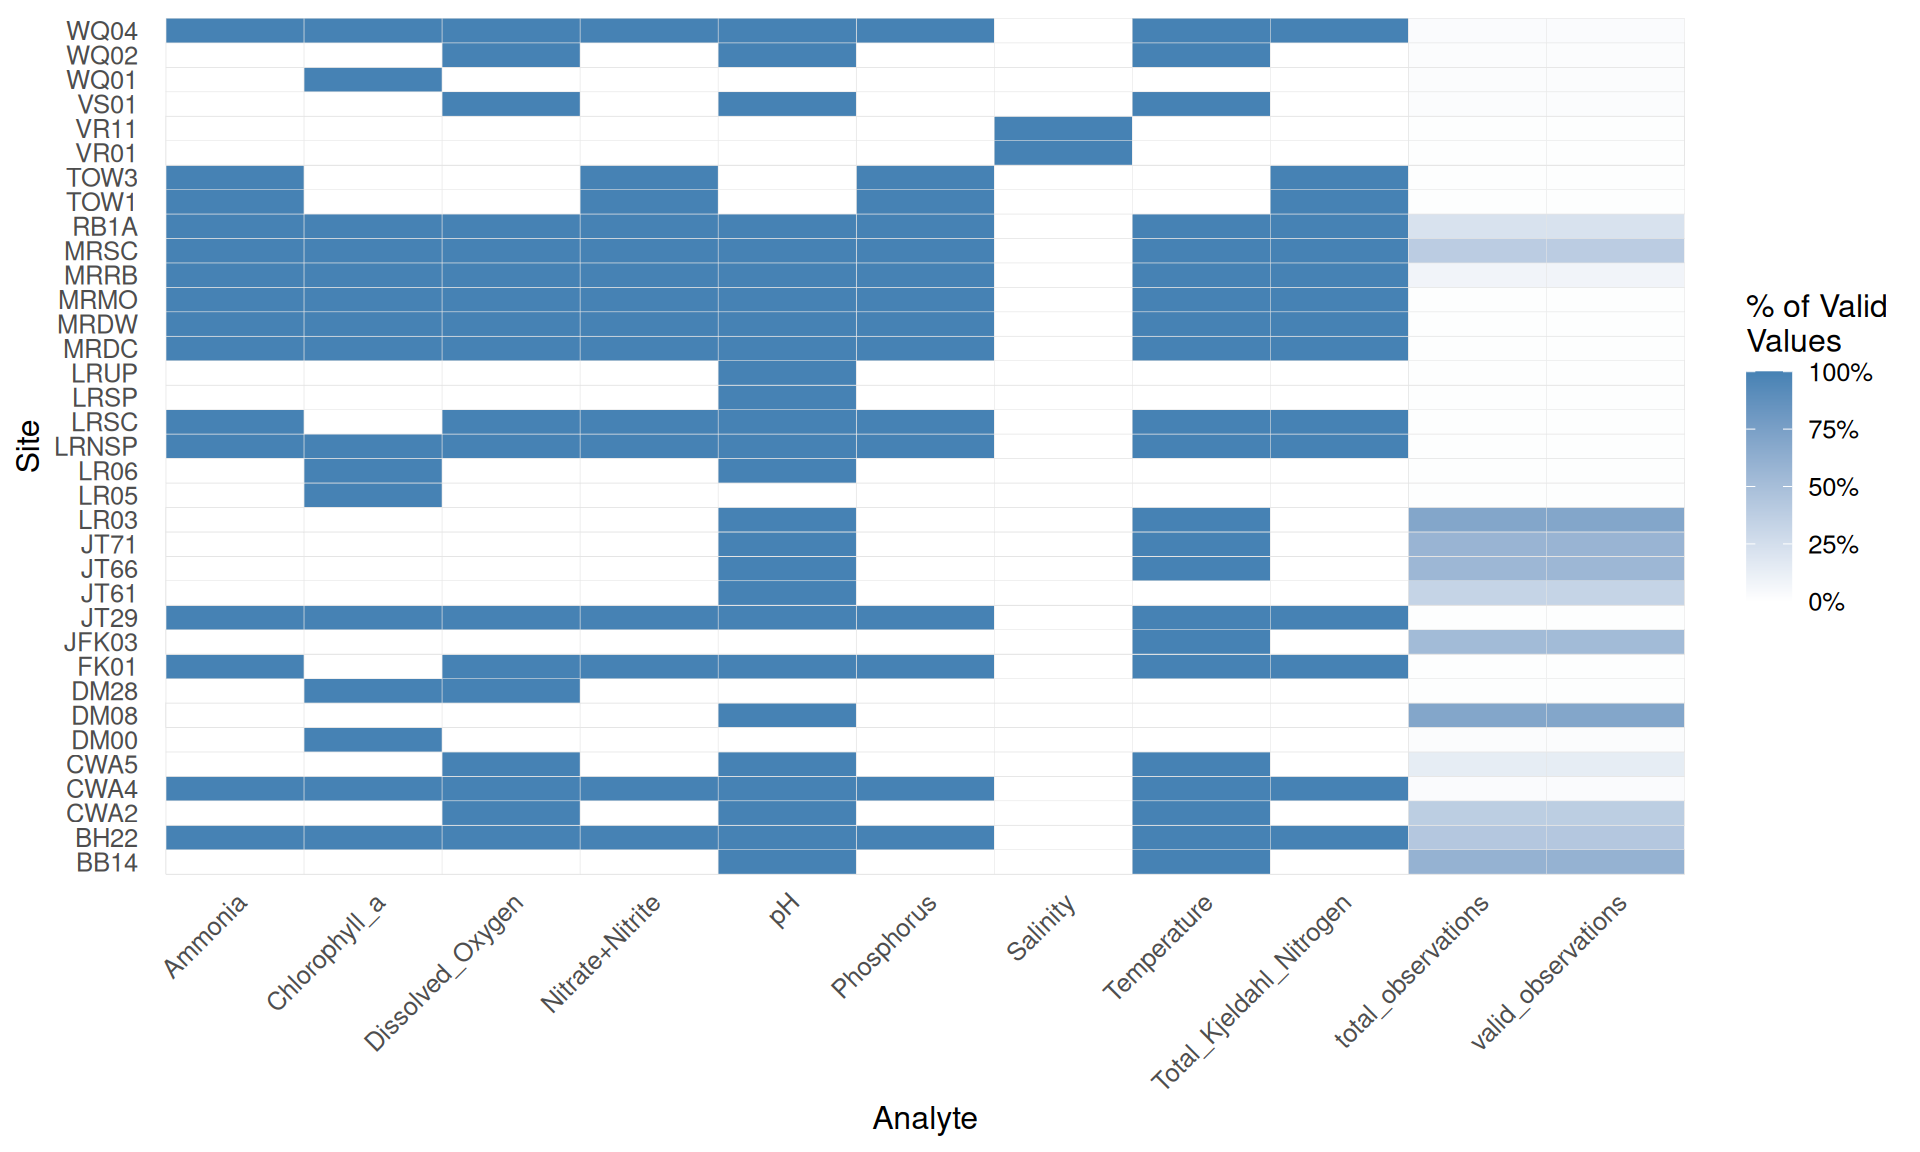 WQ04
WQ02
WQ01
VS01
VR11
VR01
TOW3
TOW1
RB1A
MRSC
MRRB
MRMO
MRDW
MRDC
LRUP
LRSP
LRSC
LRNSP
LR06
LR05
LR03
JT71
JT66
JT61
JT29
JFK03
FK01
DM28
DM08
DM00
CWA5
CWA4
CWA2
BH22
BB14
Site
Ammonia
Chlorophyll_a
Dissolved_Oxygen
Nitrate+Nitrite
pH
Phosphorus
Salinity
Temperature
Total_Kjeldahl_Nitrogen
total_observations
valid_observations
Analyte
% of Valid
Values
100%
75%
50%
25%
0%